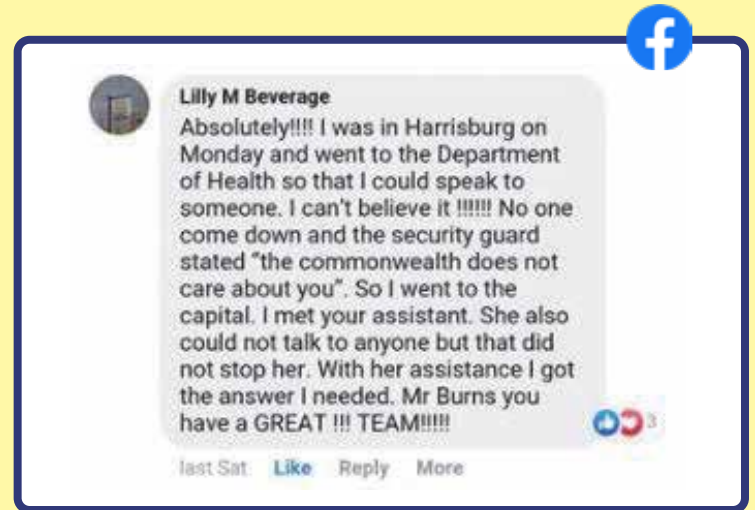 Lilly M Beverage
Absolutely!!!! I was in Harrisburg on
Monday and went to the Department
of Health so that I could speak to
someone. I can't believe it !!!!!! No one
come down and the security guard
stated "the commonwealth does not
care about you". So I went to the
capital. I met your assistant. She also
could not talk to anyone but that did
not stop her. With her assistance I got
the answer I needed. Mr Burns you
have a GREAT !!! TEAM!!!!!
3
last Sat Like Reply More